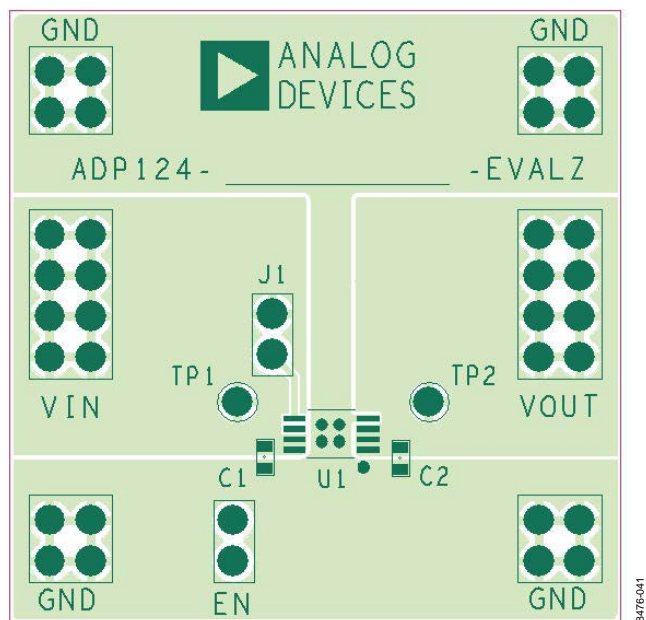 GND
GND
ANALOG
DEVICES
ADP124-
-EVALZ
J1
TP1
TP2
VIN
VOUT
C1
U1
C2
GND
EN
GND
8476-041